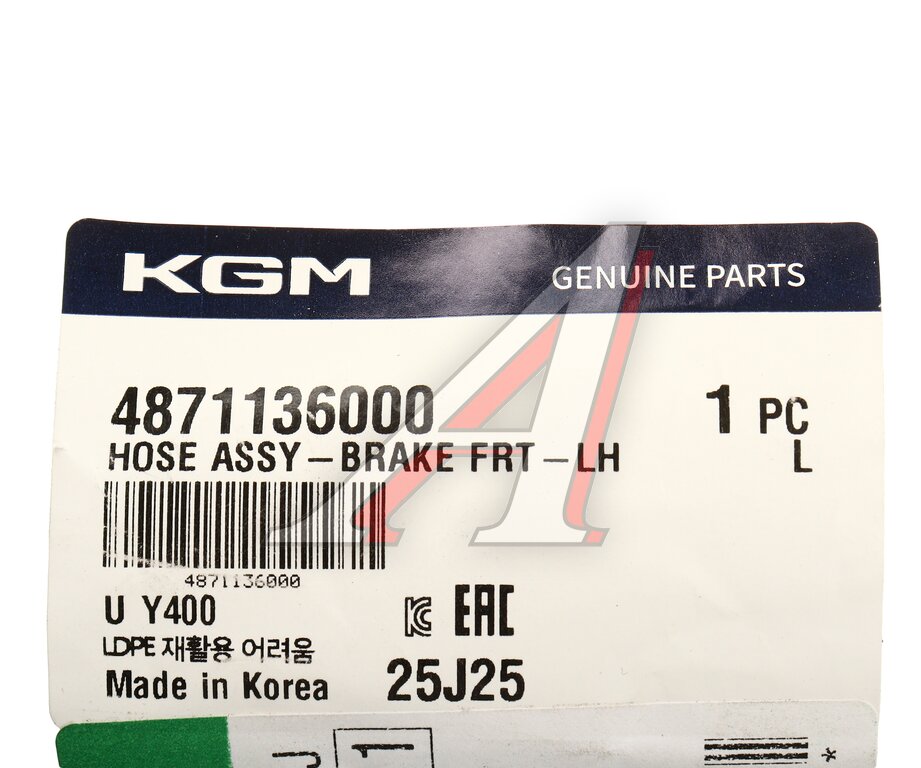 KGM GENUINE PARTS
4871136000 1 PC
HOSE ASSY-BRAKE FRT-LH L
4871136000
U Y400
EAC
LDPE 재활용 어려움
Made in Korea 25J25
J 1 *